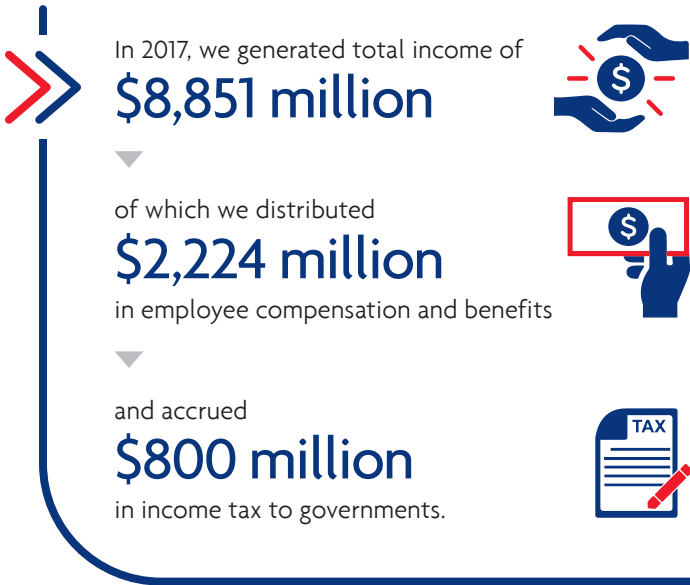 In 2017, we generated total income of
$8,851 million
$
of which we distributed
$2,224 million
$
in employee compensation and benefits
and accrued
$800 million
TAX
in income tax to governments.